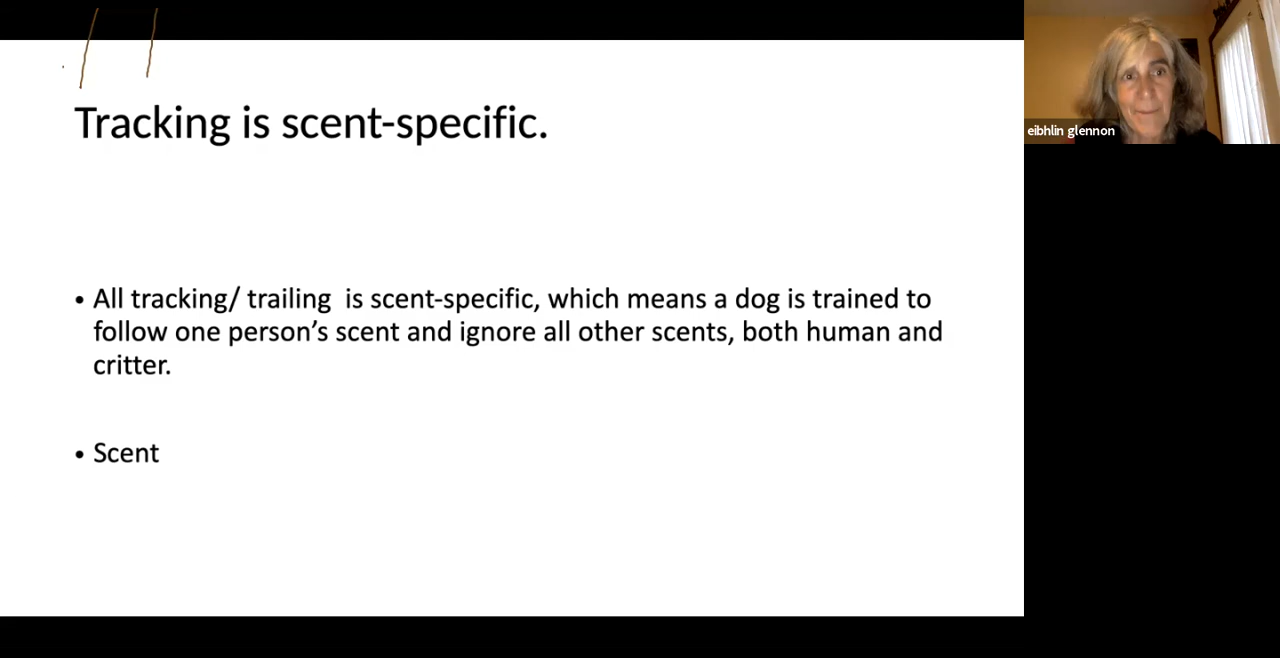 Tracking is scent-specific.
• All tracking/ trailing  is scent-specific, which means a dog is trained to
follow one person’s scent and ignore all other scents, both human and
critter.
• Scent
eibhlin glennon